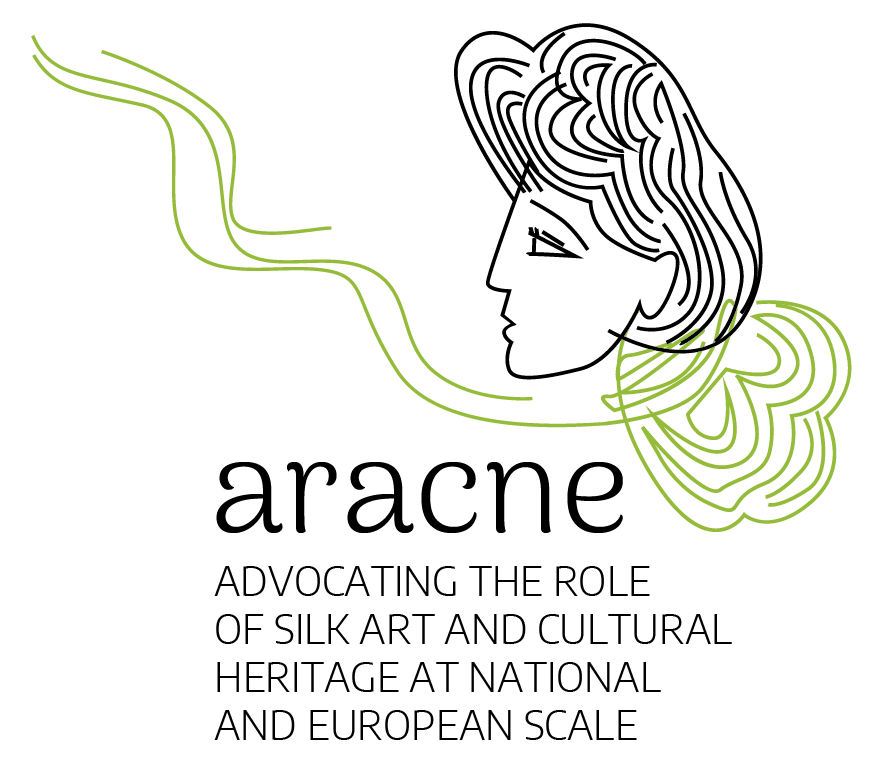 aracne
ADVOCATING THE ROLE
OF SILK ART AND CULTURAL
HERITAGE AT NATIONAL
AND EUROPEAN SCALE